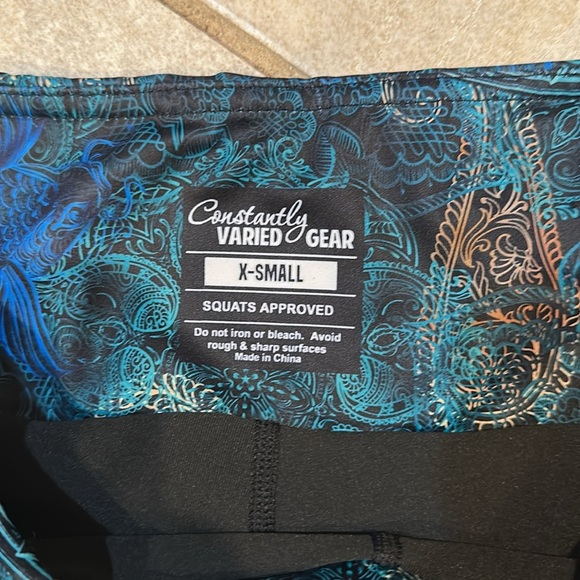 Constantly
VARIED GEAR
X-SMALL
SQUATS APPROVED
Do not iron or bleach. Avoid
rough & sharp surfaces
Made in China